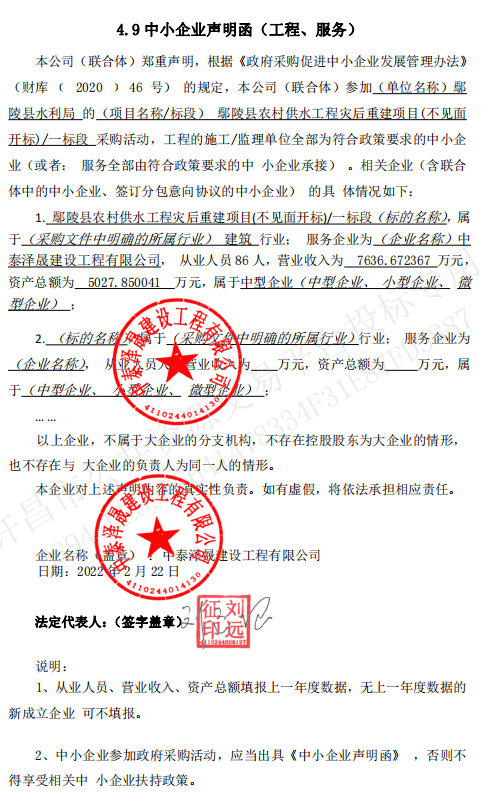 4.9 中小企业声明函（工程、服务）
本公司（联合体）郑重声明，根据《政府采购促进中小企业发展管理办法》
（财库（ 2020 ）46 号） 的规定，本公司（联合体）参加（单位名称）鄢
陵县水利局 的（项目名称/标段） 鄢陵县农村供水工程灾后重建项目(不见面
开标)/一标段 采购活动，工程的施工/监理单位全部为符合政策要求的中小企
业（或者： 服务全部由符合政策要求的中 小企业承接） 。相关企业（含联合
体中的中小企业、签订分包意向协议的中小企业） 的具 体情况如下：
1. 鄢陵县农村供水工程灾后重建项目(不见面开标)/一标段（标的名称），属
于（采购文件中明确的所属行业） 建筑 行业； 服务企业为（企业名称）中
泰泽晟建设工程有限公司， 从业人员 86 人，营业收入为 7636.672367 万元，
资产总额为 5027.850041 万元，属于中型企业（中型企业、 小型企业、 微
型企业） ；
2. （标的名称），属于（采购文件中明确的所属行业）行业； 服务企业为
（企业名称）， 从业人员 人，营业收入为 万元，资产总额为 万元，属
于（中型企业、 小型企业、 微型企业）；
……
以上企业，不属于大企业的分支机构，不存在控股股东为大企业的情形，
也不存在与 大企业的负责人为同一人的情形。
本企业对上述声明内容的真实性负责。如有虚假，将依法承担相应责任。
企业名称（盖章）：中泰泽晟建设工程有限公司
日期：2022 年 2 月 22 日
法定代表人：（签字盖章）
说明：
1、从业人员、营业收入、资产总额填报上一年度数据，无上一年度数据的
新成立企业 可不填报。
2、中小企业参加政府采购活动，应当出具《中小企业声明函》 ，否则不
得享受相关中 小企业扶持政策。
中泰泽晟建设工程有限公司
4110244014130
中泰泽晟建设工程有限公司
4110244014130
刘远
征印
4110244008197